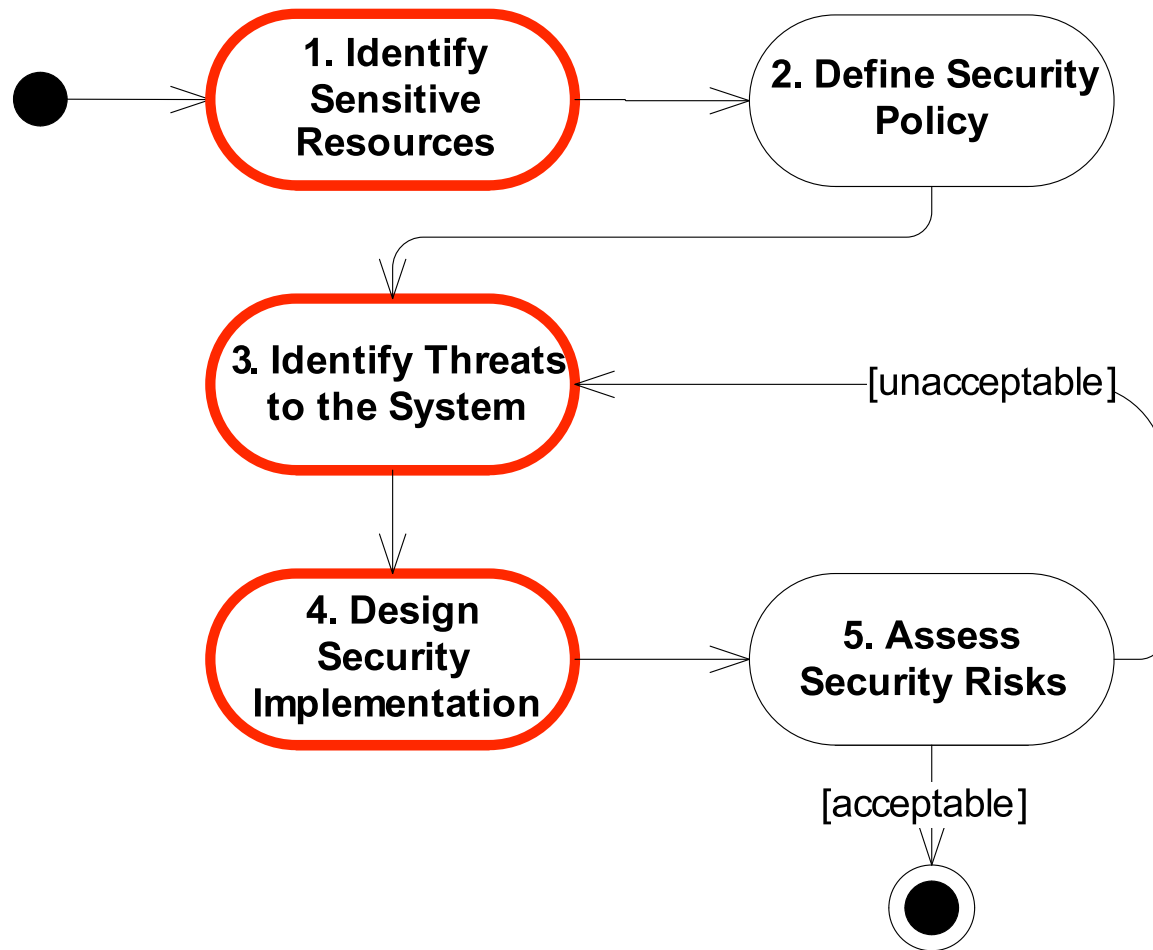 1. Identify
Sensitive
Resources
2. Define Security
Policy
3. Identify Threats
to the System
[unacceptable]
4. Design
Security
Implementation
5. Assess
Security Risks
[acceptable]